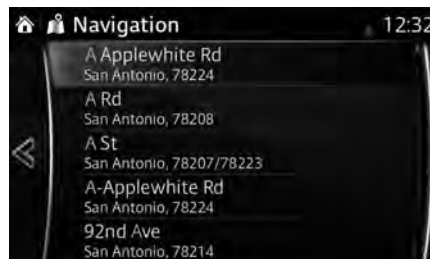 Navigation 12:32
A Applewhite Rd
San Antonio, 78224
A Rd
San Antonio, 78208
A St
San Antonio, 78207/78223
A-Applewhite Rd
San Antonio, 78224
92nd Ave
San Antonio, 78214